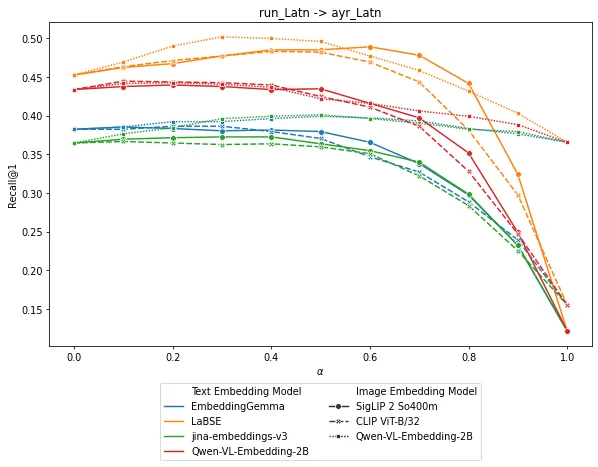 run_Latn -> ayr_Latn
Recall@1
0.50
0.45
0.40
0.35
0.30
0.25
0.20
0.15
0.0
0.2
0.4
0.6
0.8
1.0
α
Text Embedding Model
EmbeddingGemma
LaBSE
jina-embeddings-v3
Qwen-VL-Embedding-2B
Image Embedding Model
SigLIP 2 So400m
CLIP ViT-B/32
Qwen-VL-Embedding-2B